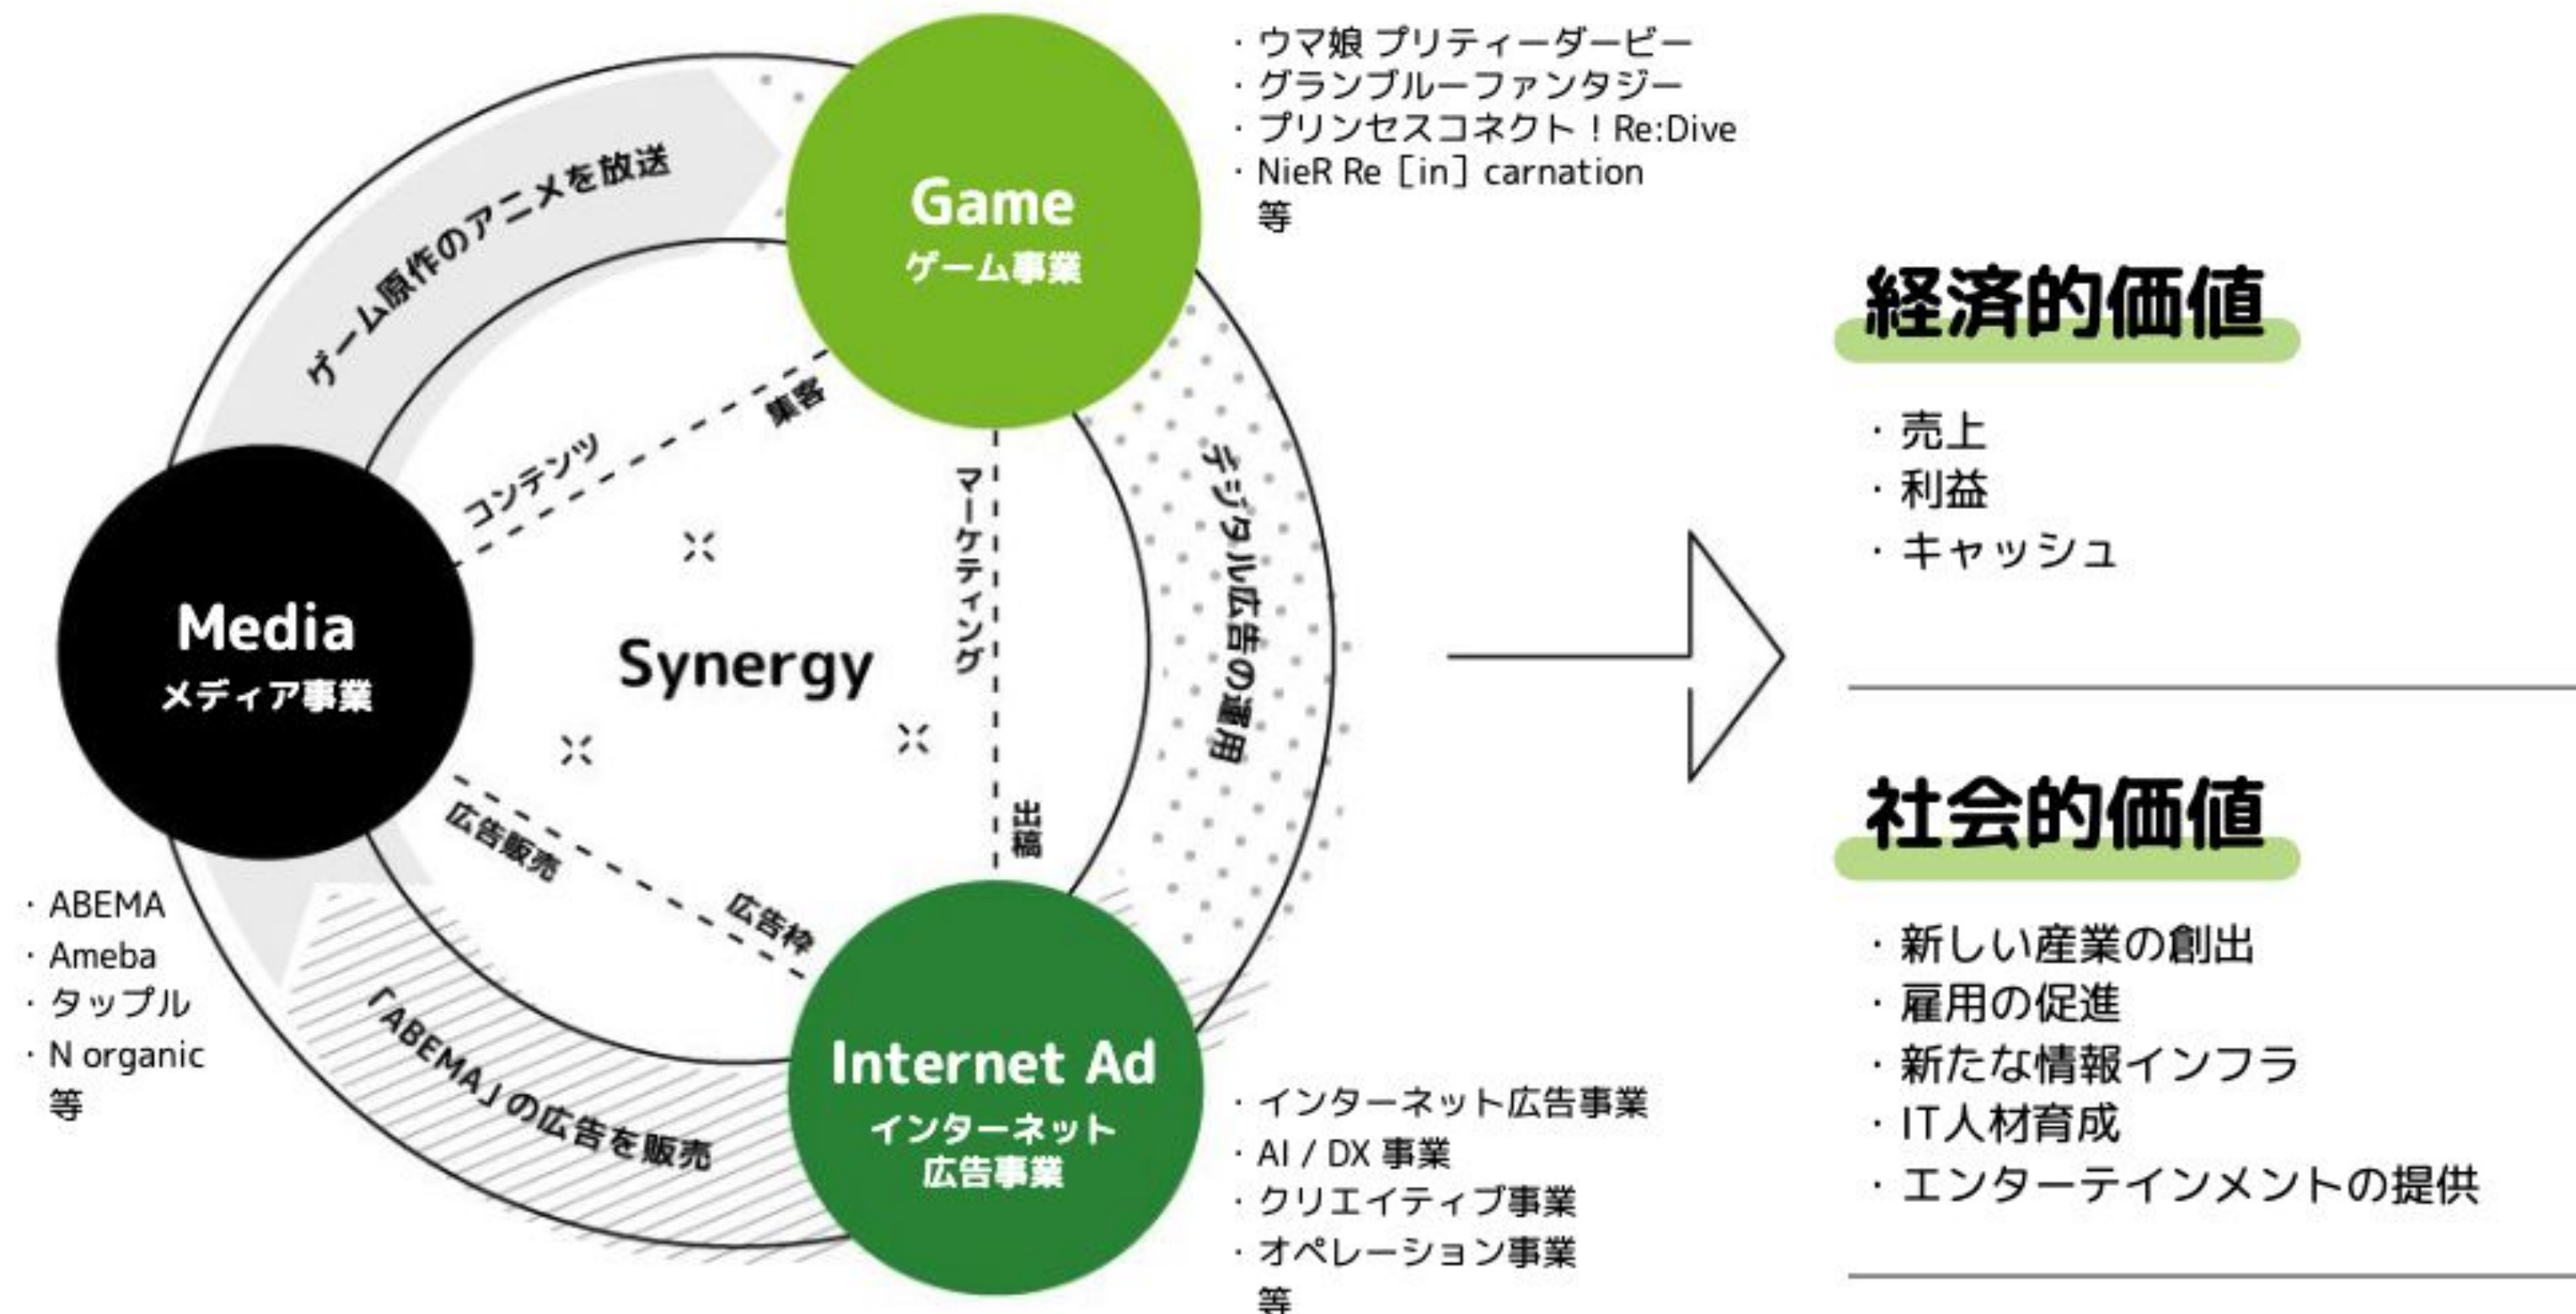 ・ウマ娘 プリティーダービー
・グランブルーファンタジー
・プリンセスコネクト！Re:Dive
・NieR Re［in］carnation
等
Game
ゲーム事業
ゲーム原作のアニメを放送
集客
コンテンツ
マーケティング
デジタル広告の運用
Media
メディア事業
Synergy
広告販売
広告枠
出稿
・ABEMA
・Ameba
・タップル
・N organic
等
「ABEMA」の広告を販売
Internet Ad
インターネット
広告事業
・インターネット広告事業
・AI / DX 事業
・クリエイティブ事業
・オペレーション事業
等
経済的価値
・売上
・利益
・キャッシュ
社会的価値
・新しい産業の創出
・雇用の促進
・新たな情報インフラ
・IT人材育成
・エンターテインメントの提供